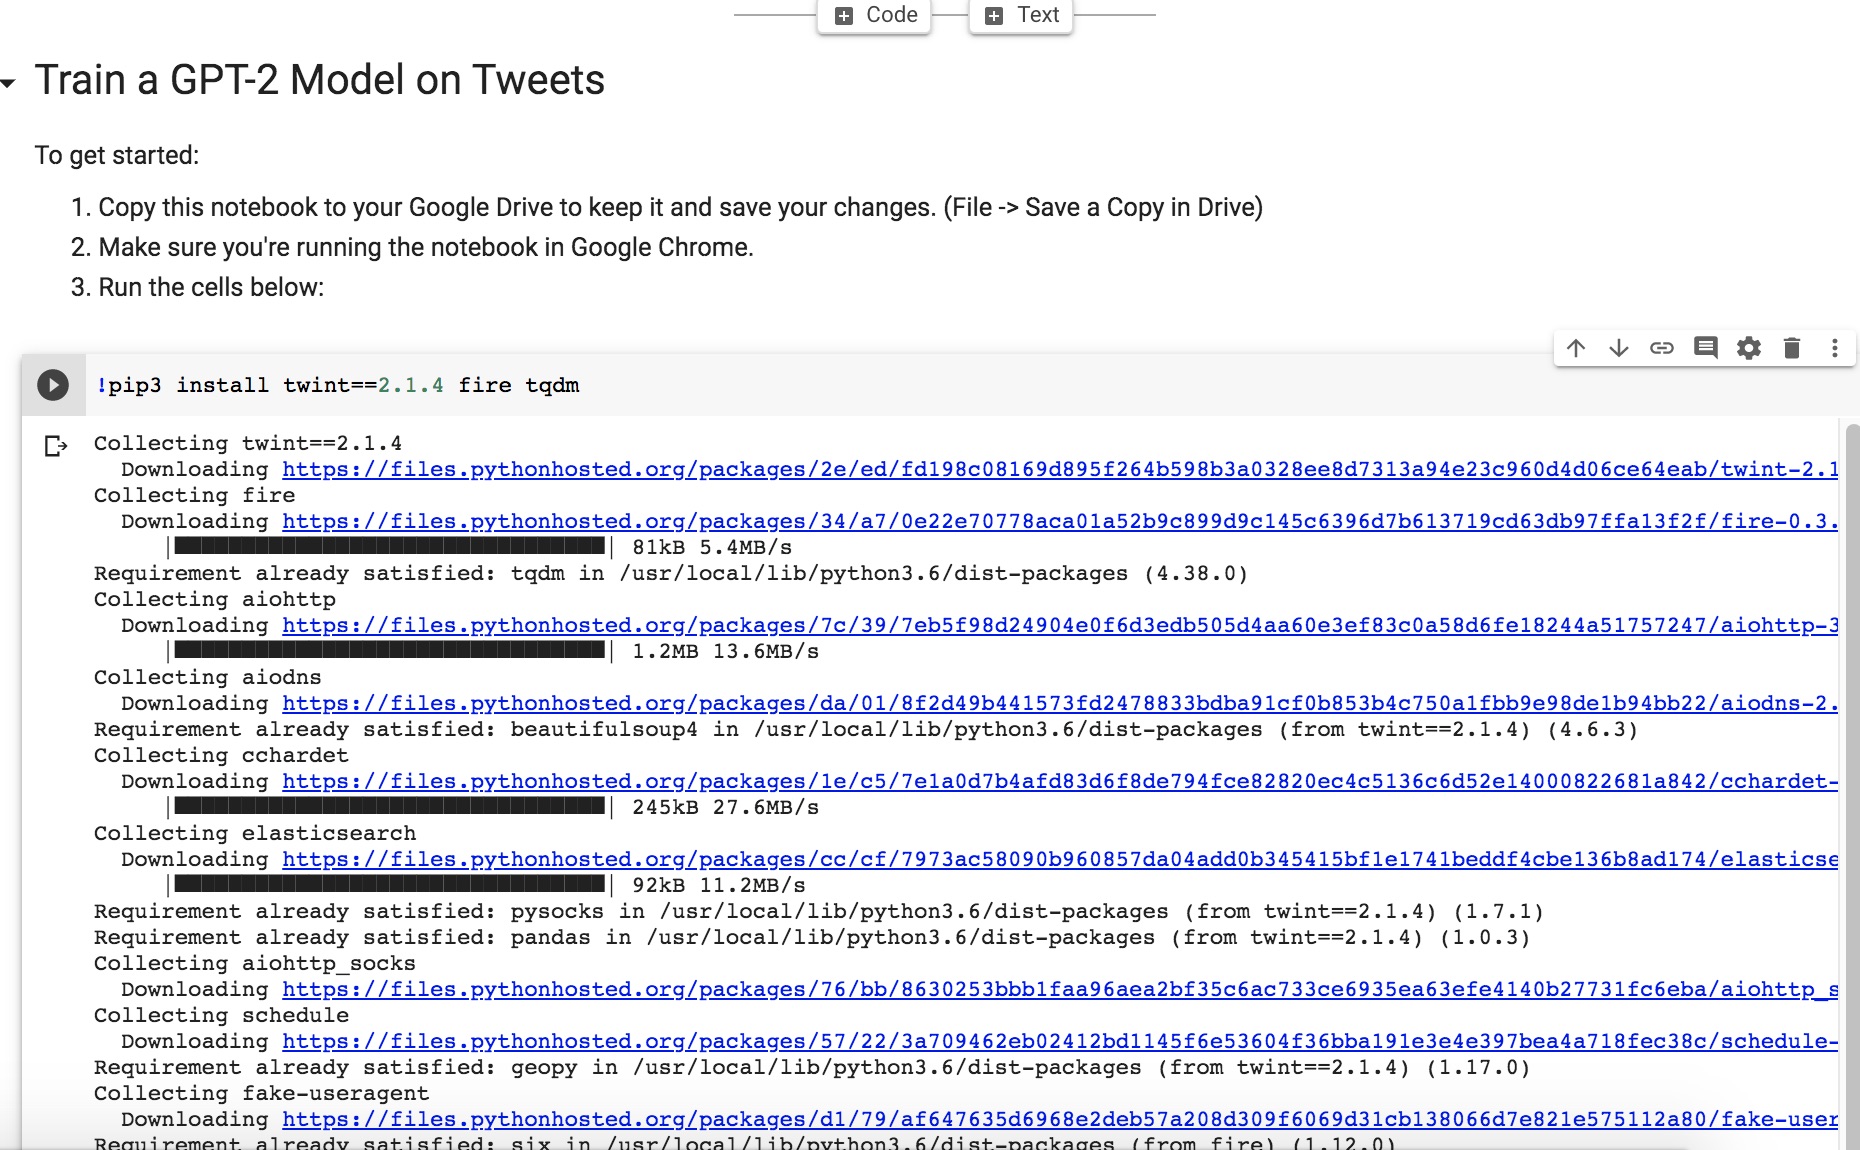 Code Text
Train a GPT-2 Model on Tweets
To get started:
1. Copy this notebook to your Google Drive to keep it and save your changes. (File -> Save a Copy in Drive)
2. Make sure you're running the notebook in Google Chrome.
3. Run the cells below:
!pip3 install twint==2.1.4 fire tqdm
Collecting twint==2.1.4
Downloading https://files.pythonhosted.org/packages/2e/ed/fd198c08169d895f264b598b3a0328ee8d7313a94e23c960d4d06ce64eab/twint-2.1
Collecting fire
Downloading https://files.pythonhosted.org/packages/34/a7/0e22e70778aca01a52b9c899d9c145c6396d7b613719cd63db97ffa13f2f/fire-0.3.
81kB 5.4MB/s
Requirement already satisfied: tqdm in /usr/local/lib/python3.6/dist-packages (4.38.0)
Collecting aiohttp
Downloading https://files.pythonhosted.org/packages/7c/39/7eb5f98d24904e0f6d3edb505d4aa60e3ef83c0a58d6fe18244a51757247/aiohttp-3
1.2MB 13.6MB/s
Collecting aiodns
Downloading https://files.pythonhosted.org/packages/da/01/8f2d49b441573fd2478833bdba91cf0b853b4c750a1fbb9e98de1b94bb22/aiodns-2.
Requirement already satisfied: beautifulsoup4 in /usr/local/lib/python3.6/dist-packages (from twint==2.1.4) (4.6.3)
Collecting cchardet
Downloading https://files.pythonhosted.org/packages/1e/c5/7e1a0d7b4afd83d6f8de794fce82820ec4c5136c6d52e14000822681a842/cchardet-
245kB 27.6MB/s
Collecting elasticsearch
Downloading https://files.pythonhosted.org/packages/cc/cf/7973ac58090b960857da04add0b345415bf1e1741beddf4cbe136b8ad174/elasticse
92kB 11.2MB/s
Requirement already satisfied: pysocks in /usr/local/lib/python3.6/dist-packages (from twint==2.1.4) (1.7.1)
Requirement already satisfied: pandas in /usr/local/lib/python3.6/dist-packages (from twint==2.1.4) (1.0.3)
Collecting aiohttp_socks
Downloading https://files.pythonhosted.org/packages/76/bb/8630253bbb1faa96aea2bf35c6ac733ce6935ea63efe4140b27731fc6eba/aiohttp_s
Collecting schedule
Downloading https://files.pythonhosted.org/packages/57/22/3a709462eb02412bd1145f6e53604f36bba191e3e4e397bea4a718fec38c/schedule-
Requirement already satisfied: geopy in /usr/local/lib/python3.6/dist-packages (from twint==2.1.4) (1.17.0)
Collecting fake-useragent
Downloading https://files.pythonhosted.org/packages/d1/79/af647635d6968e2deb57a208d309f6069d31cb138066d7e821e575112a80/fake-user
Requirement already satisfied: six in /usr/local/lib/python3.6/dist-packages (from fire) (1.12.0)